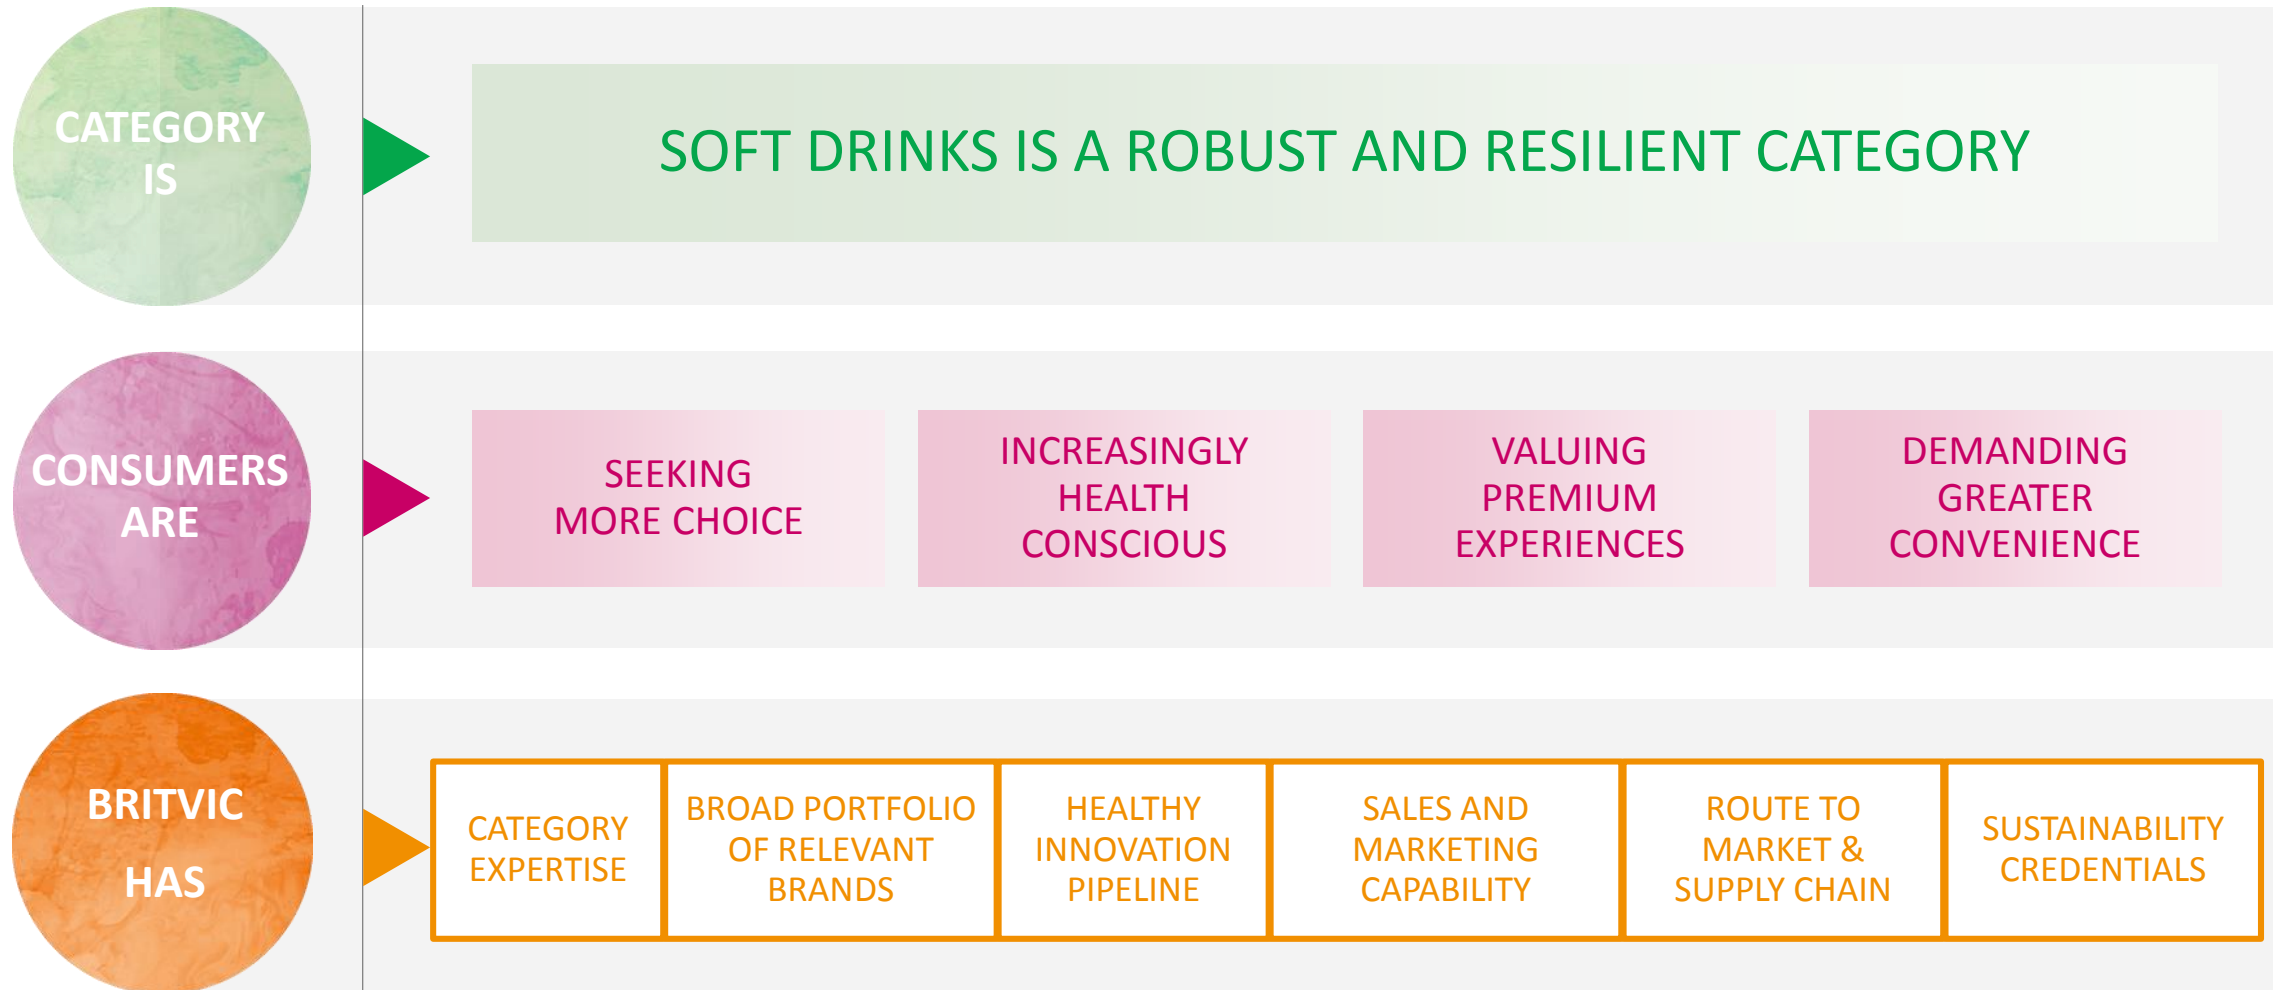 CATEGORY
IS
SOFT DRINKS IS A ROBUST AND RESILIENT CATEGORY
CONSUMERS
ARE
SEEKING
MORE CHOICE
INCREASINGLY
HEALTH
CONSCIOUS
VALUING
PREMIUM
EXPERIENCES
DEMANDING
GREATER
CONVENIENCE
BRITVIC
HAS
CATEGORY
EXPERTISE
BROAD PORTFOLIO
OF RELEVANT
BRANDS
HEALTHY
INNOVATION
PIPELINE
SALES AND
MARKETING
CAPABILITY
ROUTE TO
MARKET &
SUPPLY CHAIN
SUSTAINABILITY
CREDENTIALS